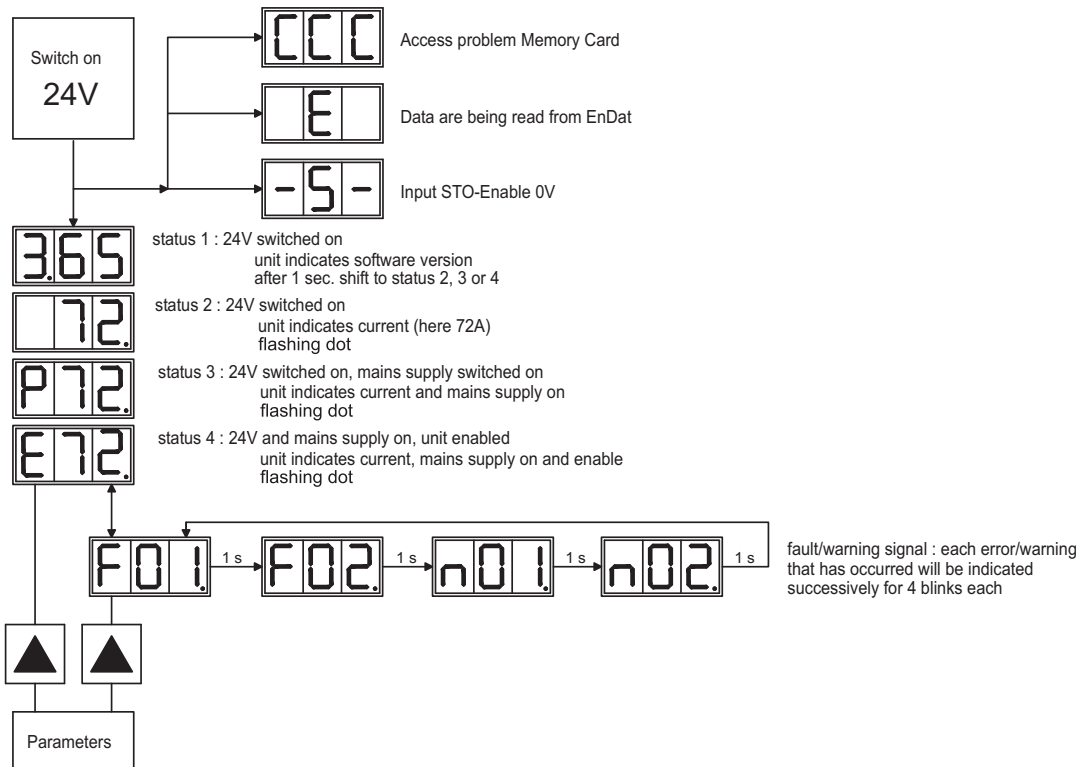 Switch on
24V
CCC
Access problem Memory Card
E
Data are being read from EnDat
-S-
Input STO-Enable 0V
3.65
status 1 : 24V switched on
unit indicates software version
after 1 sec. shift to status 2, 3 or 4
72.
status 2 : 24V switched on
unit indicates current (here 72A)
flashing dot
P72.
status 3 : 24V switched on, mains supply switched on
unit indicates current and mains supply on
flashing dot
E72.
status 4 : 24V and mains supply on, unit enabled
unit indicates current, mains supply on and enable
flashing dot
F01.
1 s
F02.
1 s
n01.
1 s
n02.
1 s
fault/warning signal : each error/warning
that has occurred will be indicated
successively for 4 blinks each
Parameters